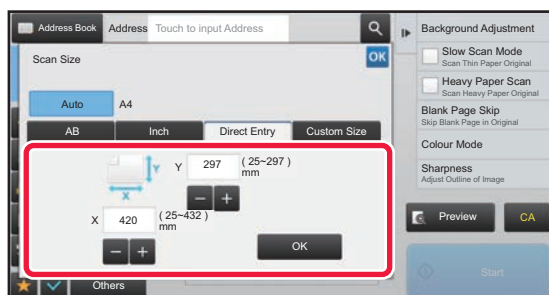 Address Book Address Touch to input Address
Scan Size OK
Auto A4
AB Inch Direct Entry Custom Size
Y Y 297 (25~297)
mm
X
X 420 (25~432)
mm
OK
Others
Background Adjustment
Slow Scan Mode
Scan Thin Paper Original
Heavy Paper Scan
Scan Heavy Paper Original
Blank Page Skip
Skip Blank Page in Original
Colour Mode
Sharpness
Adjust Outline of Image
Preview CA
Start